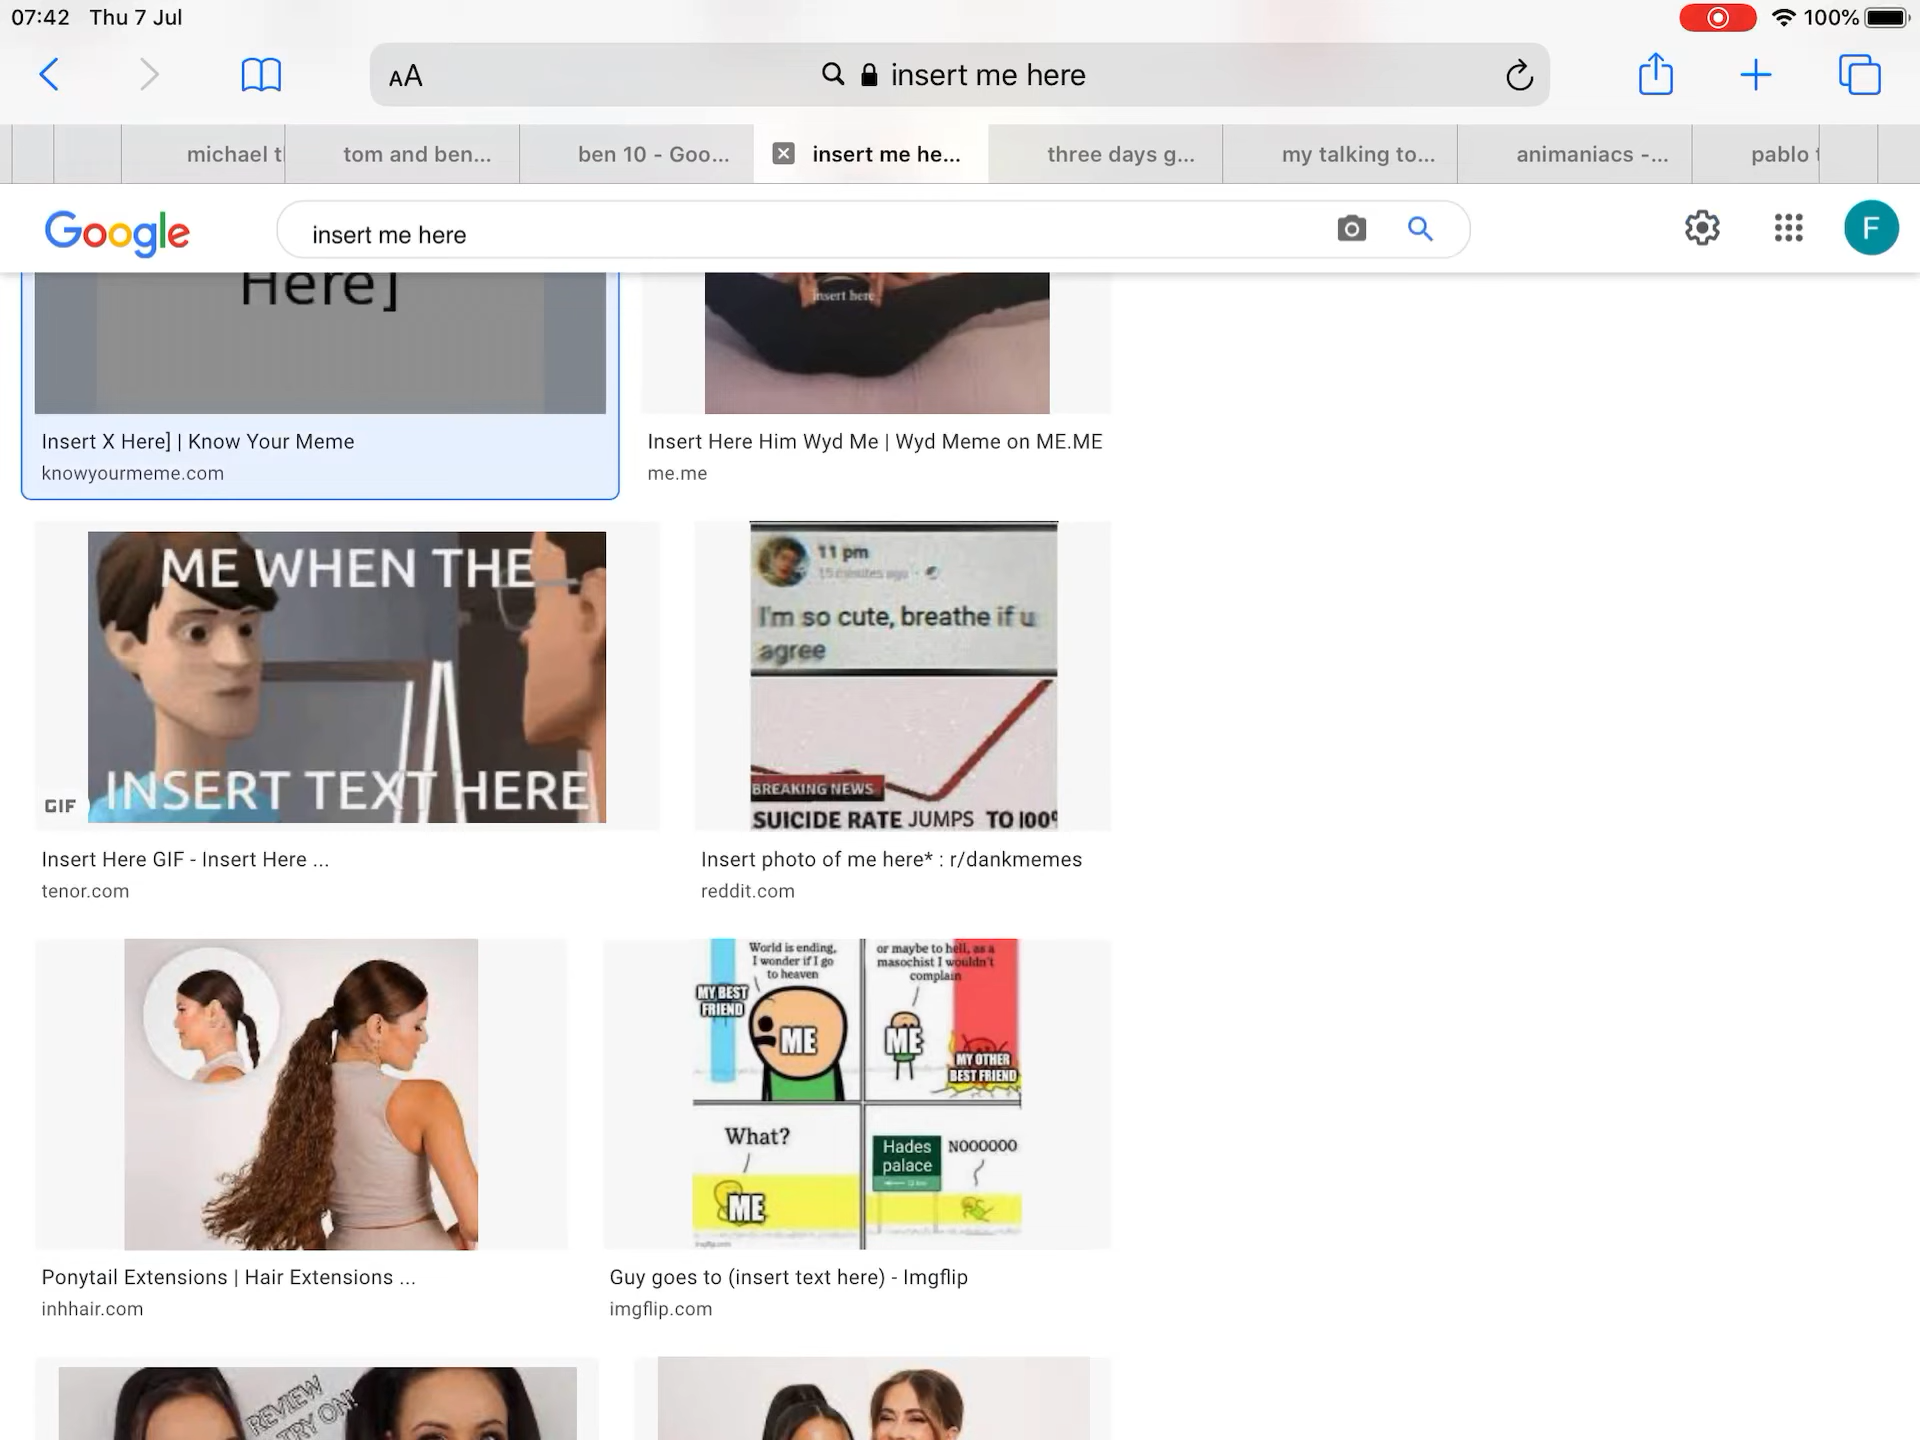 07:42 Thu 7 Jul
100%
AA
insert me here
michael t
tom and ben...
ben 10 - Goo...
insert me he...
three days g...
my talking to...
animaniacs -...
pablo
Google
insert me here
F
Here]
insert here
Insert X Here] | Know Your Meme
knowyourmeme.com
Insert Here Him Wyd Me | Wyd Meme on ME.ME
me.me
ME WHEN THE
INSERT TEXT HERE
GIF
11 pm
15 minutes ago
I'm so cute, breathe if u
agree
BREAKING NEWS
SUICIDE RATE JUMPS TO 100%
Insert Here GIF - Insert Here ...
tenor.com
Insert photo of me here* : r/dankmemes
reddit.com
World is ending,
I wonder if I go
to heaven
MY BEST
FRIEND
ME
or maybe to hell, as a
masochist I wouldn't
complain
ME
MY OTHER
BEST FRIEND
What?
ME
Hades
palace
NOOOOOO
imgflip.com
Ponytail Extensions | Hair Extensions ...
inhhair.com
Guy goes to (insert text here) - Imgflip
imgflip.com
REVIEW
TRY ON!